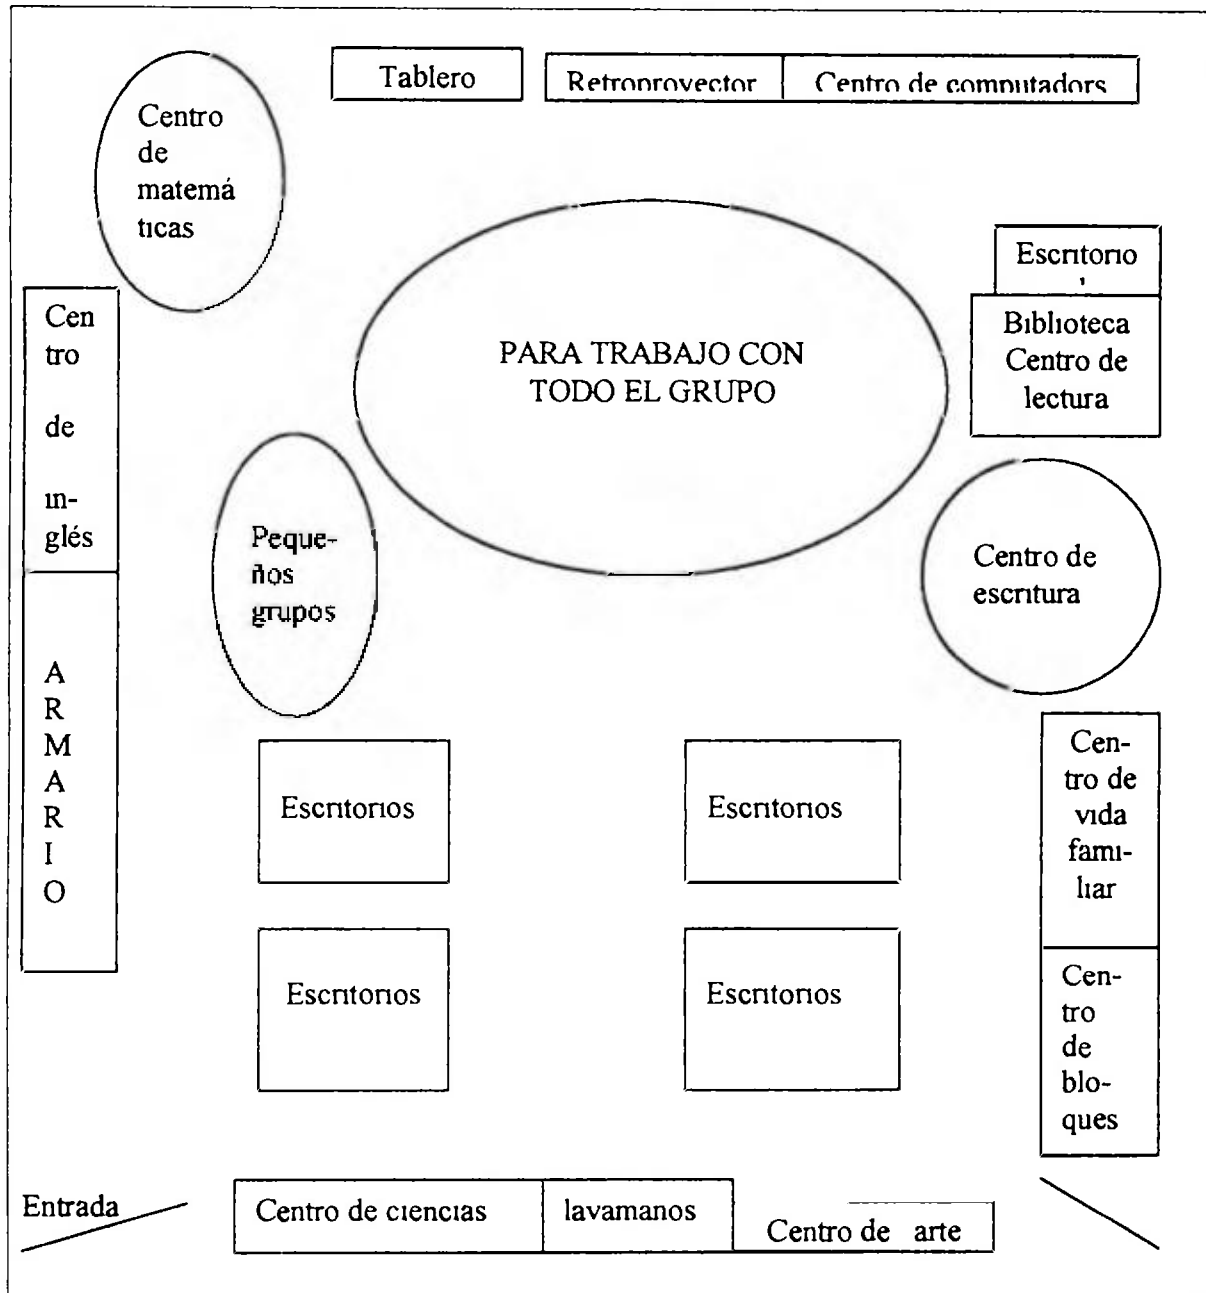 Tablero
Retroproyector
Centro de computadors
Centro
de
matemá
ticas
Escritorio
Biblioteca
Centro de
lectura
PARA TRABAJO CON
TODO EL GRUPO
Cen
tro
de
in-
glés
Peque-
ños
grupos
Centro de
escritura
A
R
M
A
R
I
O
Escritorios
Escritorios
Cen-
tro de
vida
fami-
liar
Escritorios
Escritorios
Cen-
tro
de
blo-
ques
Entrada
Centro de ciencias
lavamanos
Centro de arte